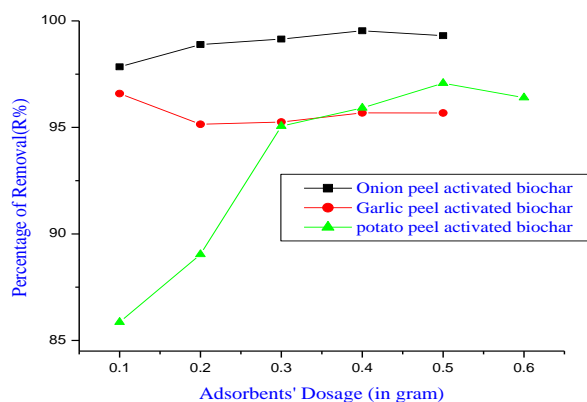 100
95
90
85
Percentage of Removal(R%)
Onion peel activated biochar
Garlic peel activated biochar
potato peel activated biochar
0.1 0.2 0.3 0.4 0.5 0.6
Adsorbents' Dosage (in gram)